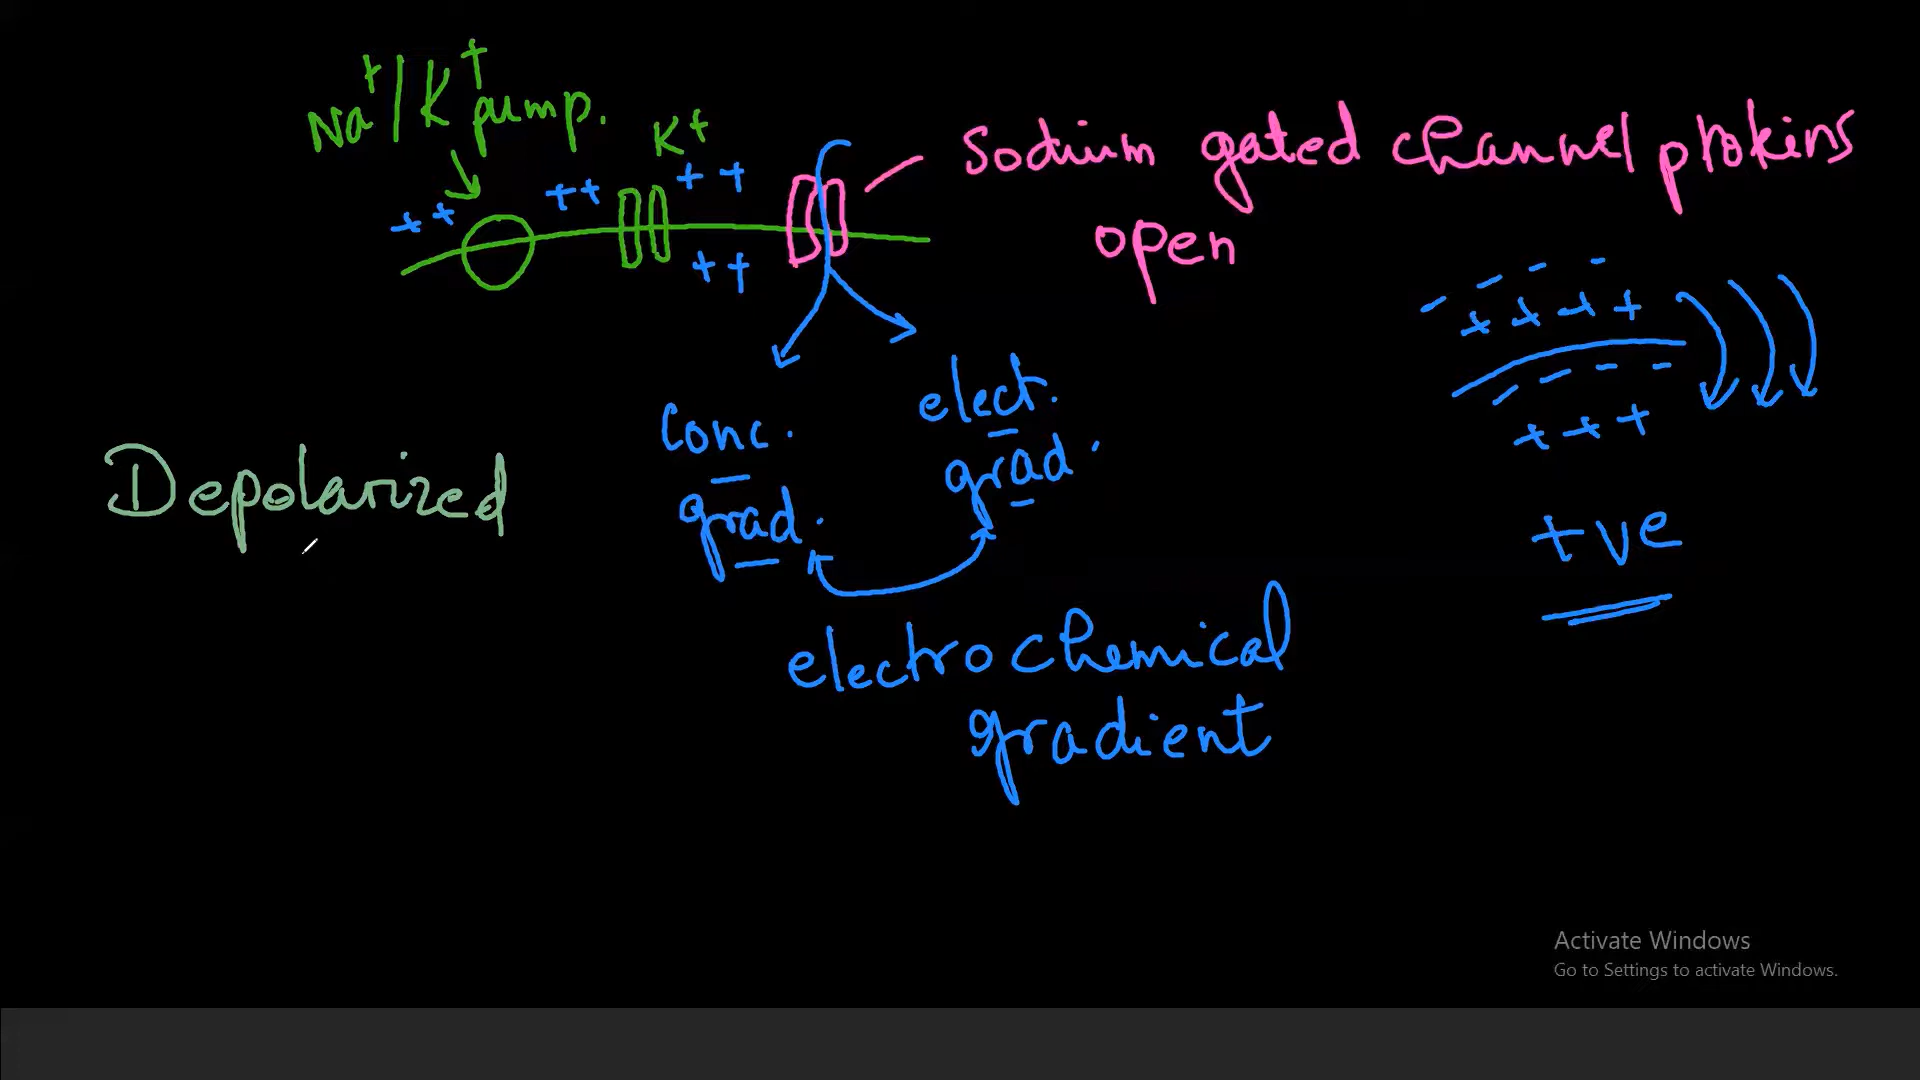 Na+/K+ pump.
K+
++ ++ ++
++
Sodium gated channel proteins
open
- - - -
+ + + +
- - - -
+ + +
+ve
conc.
grad.
elect.
grad.
Depolarized
electrochemical
gradient
Activate Windows
Go to Settings to activate Windows.